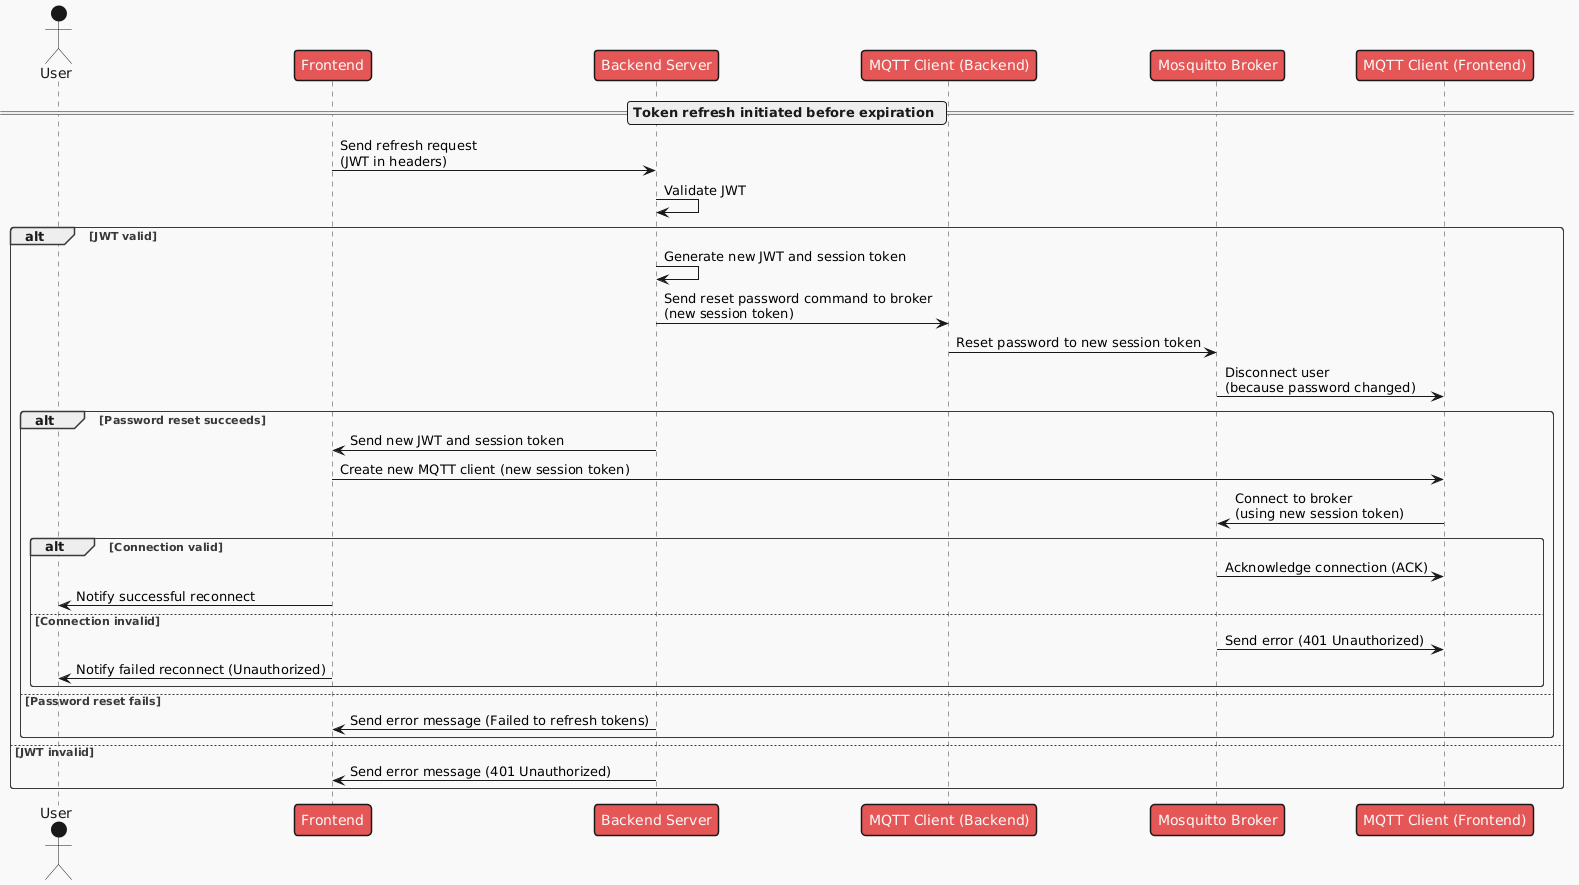 User
Frontend
Backend Server
MQTT Client (Backend)
Mosquitto Broker
MQTT Client (Frontend)
Token refresh initiated before expiration
Send refresh request
(JWT in headers)
Validate JWT
alt
[JWT valid]
Generate new JWT and session token
Send reset password command to broker
(new session token)
Reset password to new session token
Disconnect user
(because password changed)
alt
[Password reset succeeds]
Send new JWT and session token
Create new MQTT client (new session token)
Connect to broker
(using new session token)
alt
[Connection valid]
Acknowledge connection (ACK)
Notify successful reconnect
[Connection invalid]
Send error (401 Unauthorized)
Notify failed reconnect (Unauthorized)
[Password reset fails]
Send error message (Failed to refresh tokens)
[JWT invalid]
Send error message (401 Unauthorized)
User
Frontend
Backend Server
MQTT Client (Backend)
Mosquitto Broker
MQTT Client (Frontend)